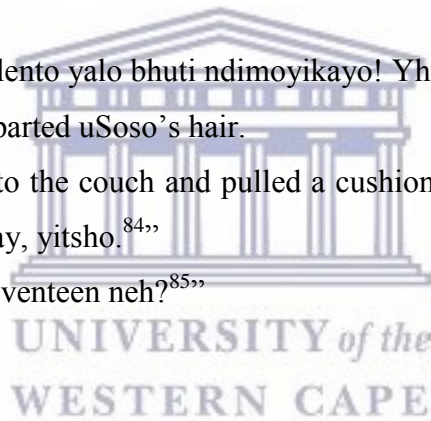 lento yalo bhuti ndimoyikayo! Yh
parted uSoso’s hair.
to the couch and pulled a cushion
ay, yitsho.⁸⁴”
venteen neh?⁸⁵”
UNIVERSITY of the
WESTERN CAPE